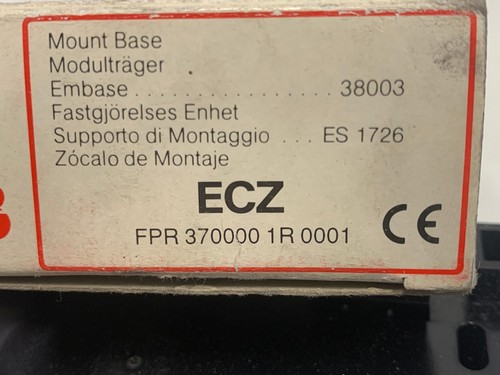 Mount Base
Modulträger
Embase . . . . . . . . . . . . . . . . . 38003
Fastgjörelses Enhet
Supporto di Montaggio . . . ES 1726
Zócalo de Montaje
ECZ
FPR 370000 1R 0001
CE